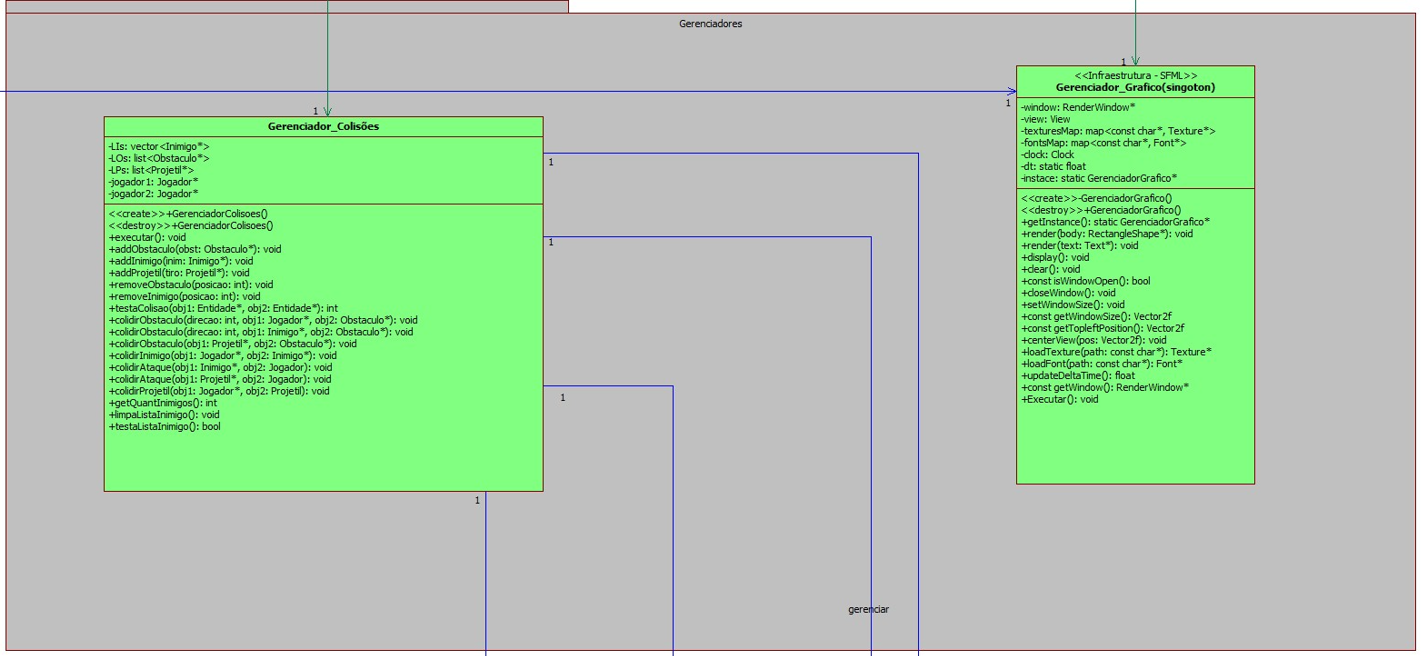 Gerenciadores
1
1
1
Gerenciador_Colisões
-LIs: vector<Inimigo*>
-LOs: list<Obstaculo*>
-LPs: list<Projetil*>
-jogador1: Jogador*
-jogador2: Jogador*
<<create>>+GerenciadorColisoes()
<<destroy>>+GerenciadorColisoes()
+executar(): void
+addObstaculo(obst: Obstaculo*): void
+addInimigo(inim: Inimigo*): void
+addProjetil(tiro: Projetil*): void
+removeObstaculo(posicao: int): void
+removeInimigo(posicao: int): void
+testaColisao(obj1: Entidade*, obj2: Entidade*): int
+colidirObstaculo(direcao: int, obj1: Jogador*, obj2: Obstaculo*): void
+colidirObstaculo(direcao: int, obj1: Inimigo*, obj2: Obstaculo*): void
+colidirObstaculo(obj1: Projetil*, obj2: Obstaculo*): void
+colidirInimigo(obj1: Jogador*, obj2: Inimigo*): void
+colidirAtaque(obj1: Inimigo*, obj2: Jogador): void
+colidirAtaque(obj1: Projetil*, obj2: Jogador): void
+colidirProjetil(obj1: Jogador*, obj2: Projetil): void
+getQuantInimigos(): int
+limpaListaInimigo(): void
+testaListaInimigo(): bool
1
1
1
1
gerenciar
<<Infraestrutura - SFML>>
Gerenciador_Grafico(singoton)
-window: RenderWindow*
-view: View
-texturesMap: map<const char*, Texture*>
-fontsMap: map<const char*, Font*>
-clock: Clock
-dt: static float
-instace: static GerenciadorGrafico*
<<create>>-GerenciadorGrafico()
<<destroy>>+GerenciadorGrafico()
+getInstance(): static GerenciadorGrafico*
+render(body: RectangleShape*): void
+render(text: Text*): void
+display(): void
+clear(): void
+const isWindowOpen(): bool
+closeWindow(): void
+setWindowSize(): void
+const getWindowSize(): Vector2f
+const getTopleftPosition(): Vector2f
+centerView(pos: Vector2f): void
+loadTexture(path: const char*): Texture*
+loadFont(path: const char*): Font*
+updateDeltaTime(): float
+const getWindow(): RenderWindow*
+Executar(): void